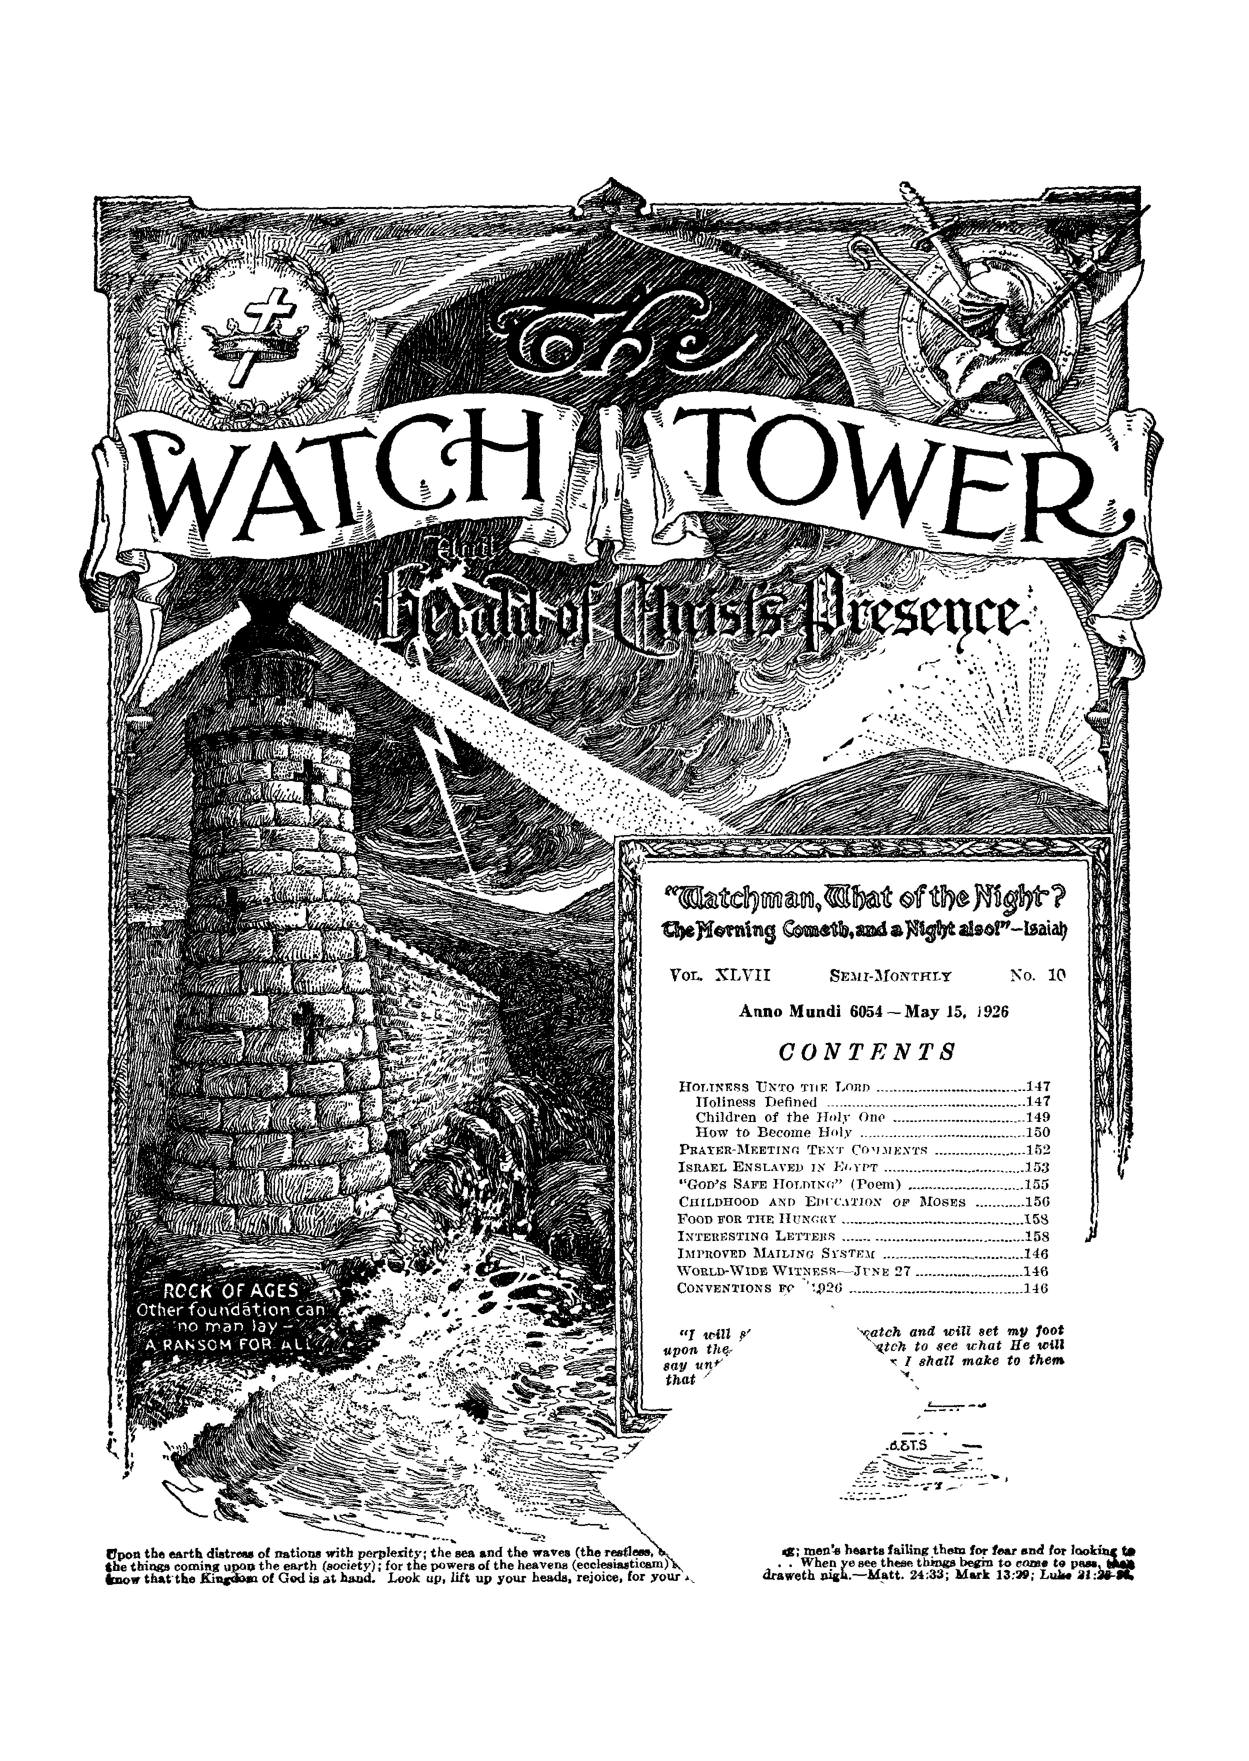 The
WATCH TOWER
And
Herald of Christ's Presence
"Watchman, What of the Night?
The Morning Cometh, and a Night also!"—Isaiah
VOL. XLVII SEMI-MONTHLY No. 10
Anno Mundi 6054—May 15, 1926
CONTENTS
HOLINESS UNTO THE LORD 147
Holiness Defined 147
Children of the Holy One 149
How to Become Holy 150
PRAYER-MEETING TEXT COMMENTS 152
ISRAEL ENSLAVED IN EGYPT 153
"GOD'S SAFE HOLDING" (Poem) 155
CHILDHOOD AND EDUCATION OF MOSES 156
FOOD FOR THE HUNGRY 158
INTERESTING LETTERS 158
IMPROVED MAILING SYSTEM 146
WORLD-WIDE WITNESS—JUNE 27 146
CONVENTIONS 1926 146
ROCK OF AGES
Other foundation can
no man lay—
A RANSOM FOR ALL
"I will and will set my foot
upon the to see what He will
say I shall make to them
that
Upon the earth distress of nations with perplexity; the sea and the waves (the restless, men's hearts failing them for fear and for looking to
the things coming upon the earth (society); for the powers of the heavens (ecclesiasticam) . . When ye see these things begin to come to pass, then
know that the Kingdom of God is at hand. Look up, lift up your heads, rejoice, for your draweth nigh.—Matt. 24:33; Mark 13:29; Luke